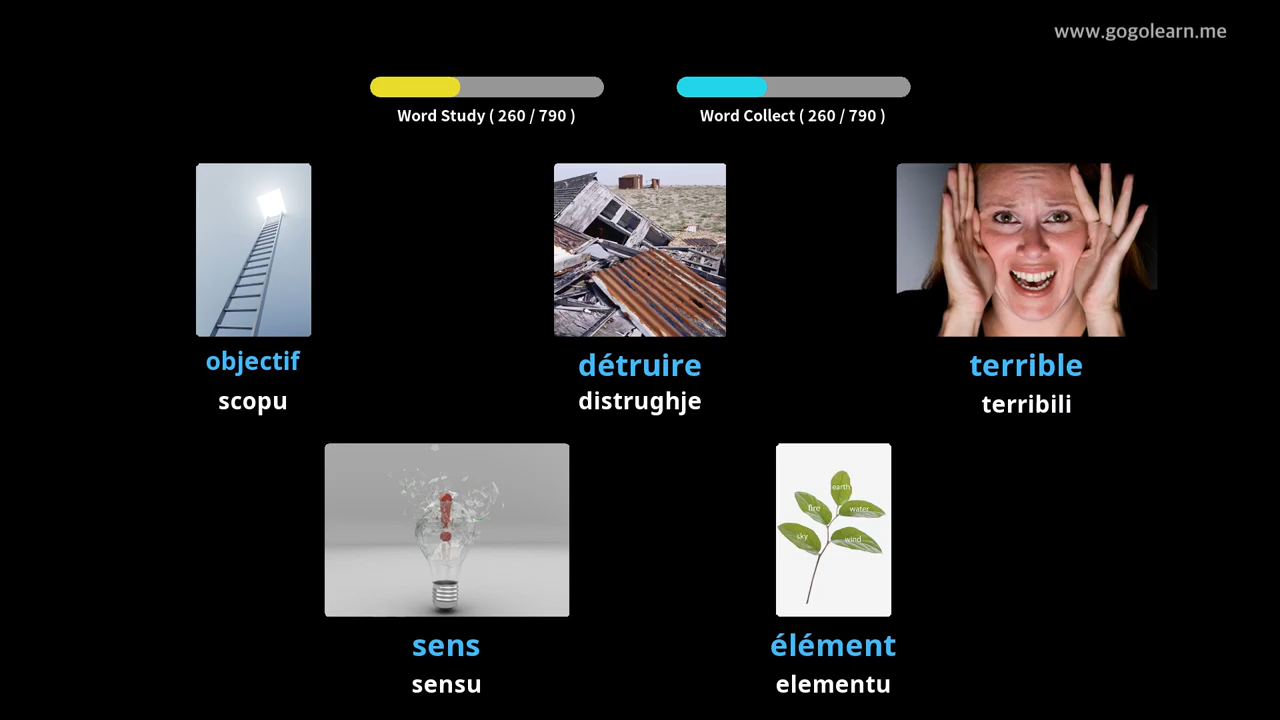 www.gogolearn.me
Word Study ( 260 / 790 )
Word Collect ( 260 / 790 )
objectif
scopu
détruire
distrughje
terrible
terribili
earth
fire
water
sky
wind
sens
sensu
élément
elementu